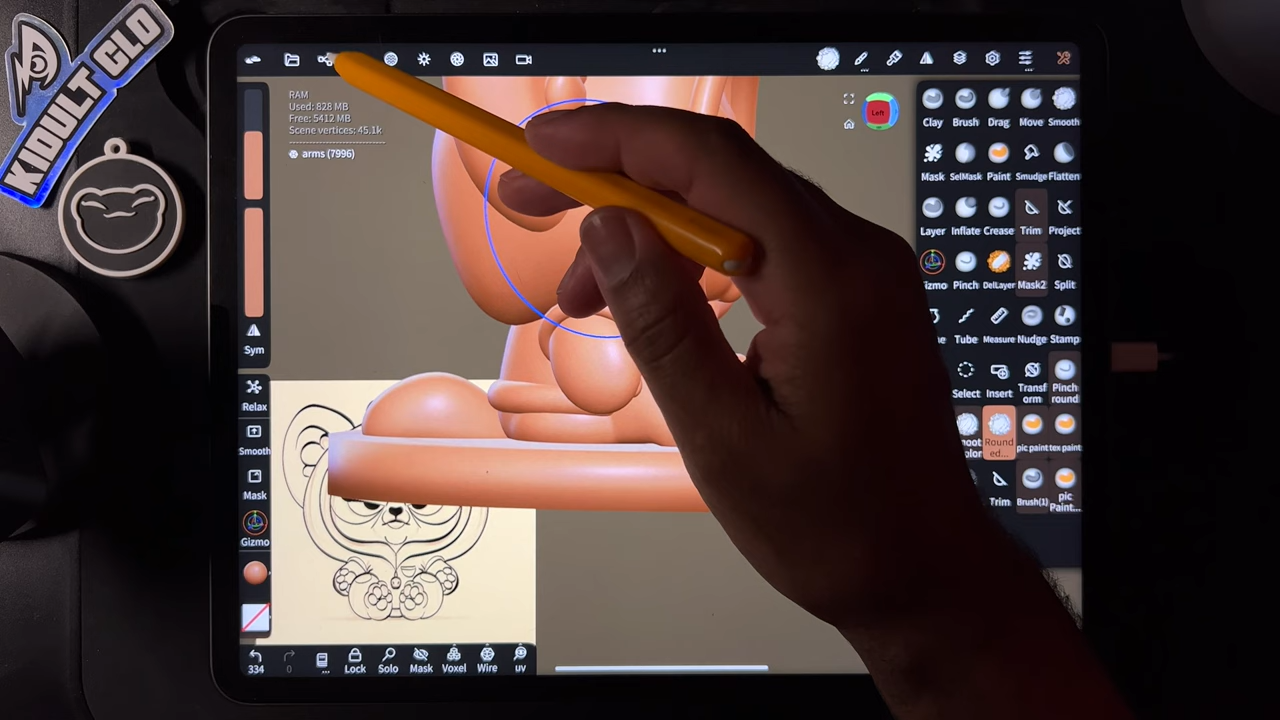 KIDULT CLO
RAM
Used: 828 MB
Free: 5412 MB
Scene vertices: 45.1k
arms (7996)
Left
Clay Brush Drag Move Smooth
Mask SelMask Paint Smudge Flatten
Layer Inflate Crease Trim Project
Gizmo Pinch DelLayer Mask2 Split
Tube Measure Nudge Stamp
Select Insert Transf orm Pinch round
Round ed... pic paint tex paint
Trim Brush(1) pic Paint...
Sym
Relax
Smooth
Mask
Gizmo
334 0 ... Lock Solo Mask Voxel Wire uv